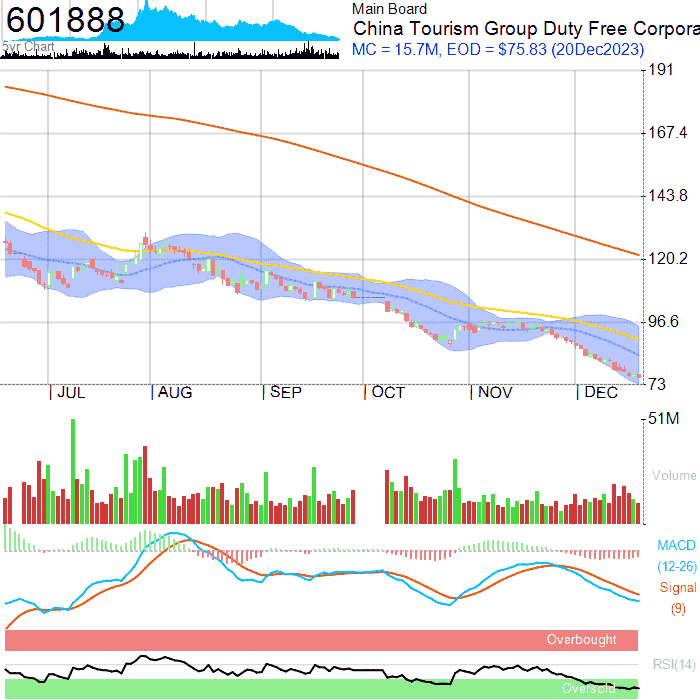 601888
5yr Chart
Main Board
China Tourism Group Duty Free Corpora
MC = 15.7M, EOD = $75.83 (20Dec2023)
191
167.4
143.8
120.2
96.6
73
JUL
AUG
SEP
OCT
NOV
DEC
51M
Volume
MACD
(12-26)
Signal
(9)
Overbought
RSI(14)
Oversold